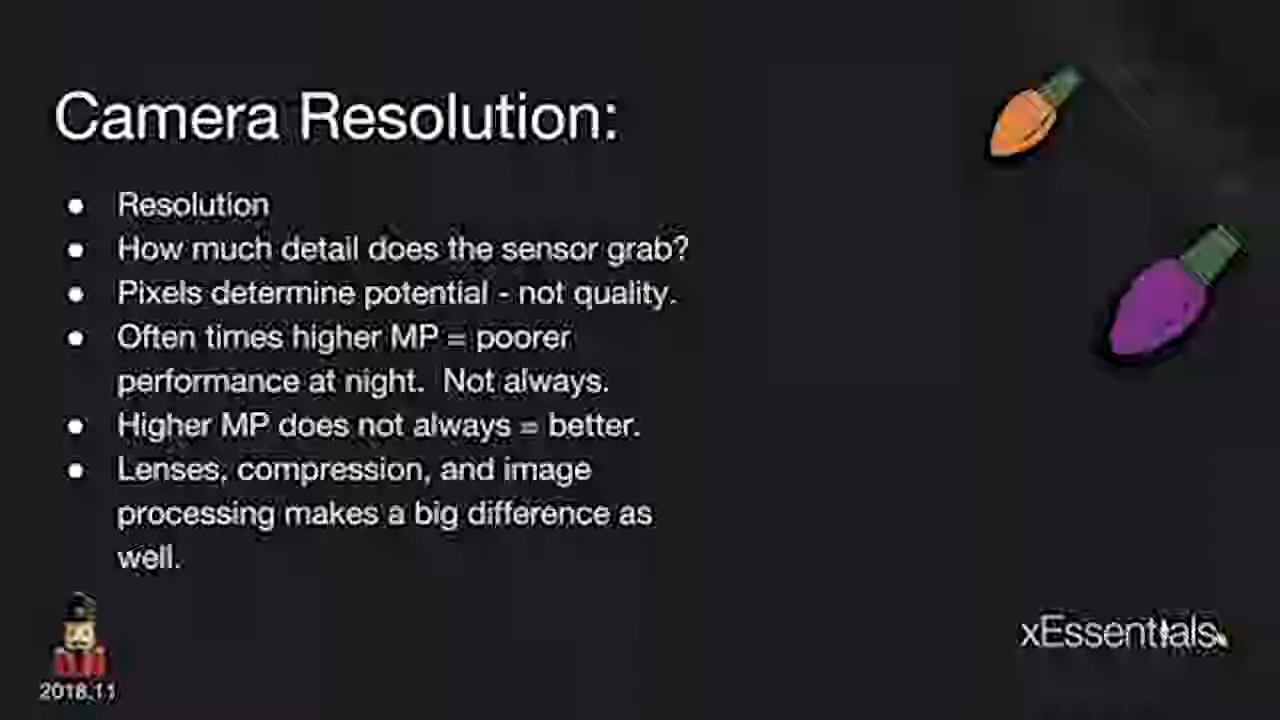 Camera Resolution:
Resolution
How much detail does the sensor grab?
Pixels determine potential - not quality.
Often times higher MP = poorer
performance at night.  Not always.
Higher MP does not always = better.
Lenses, compression, and image
processing makes a big difference as
well.
xEssentials
2018.11